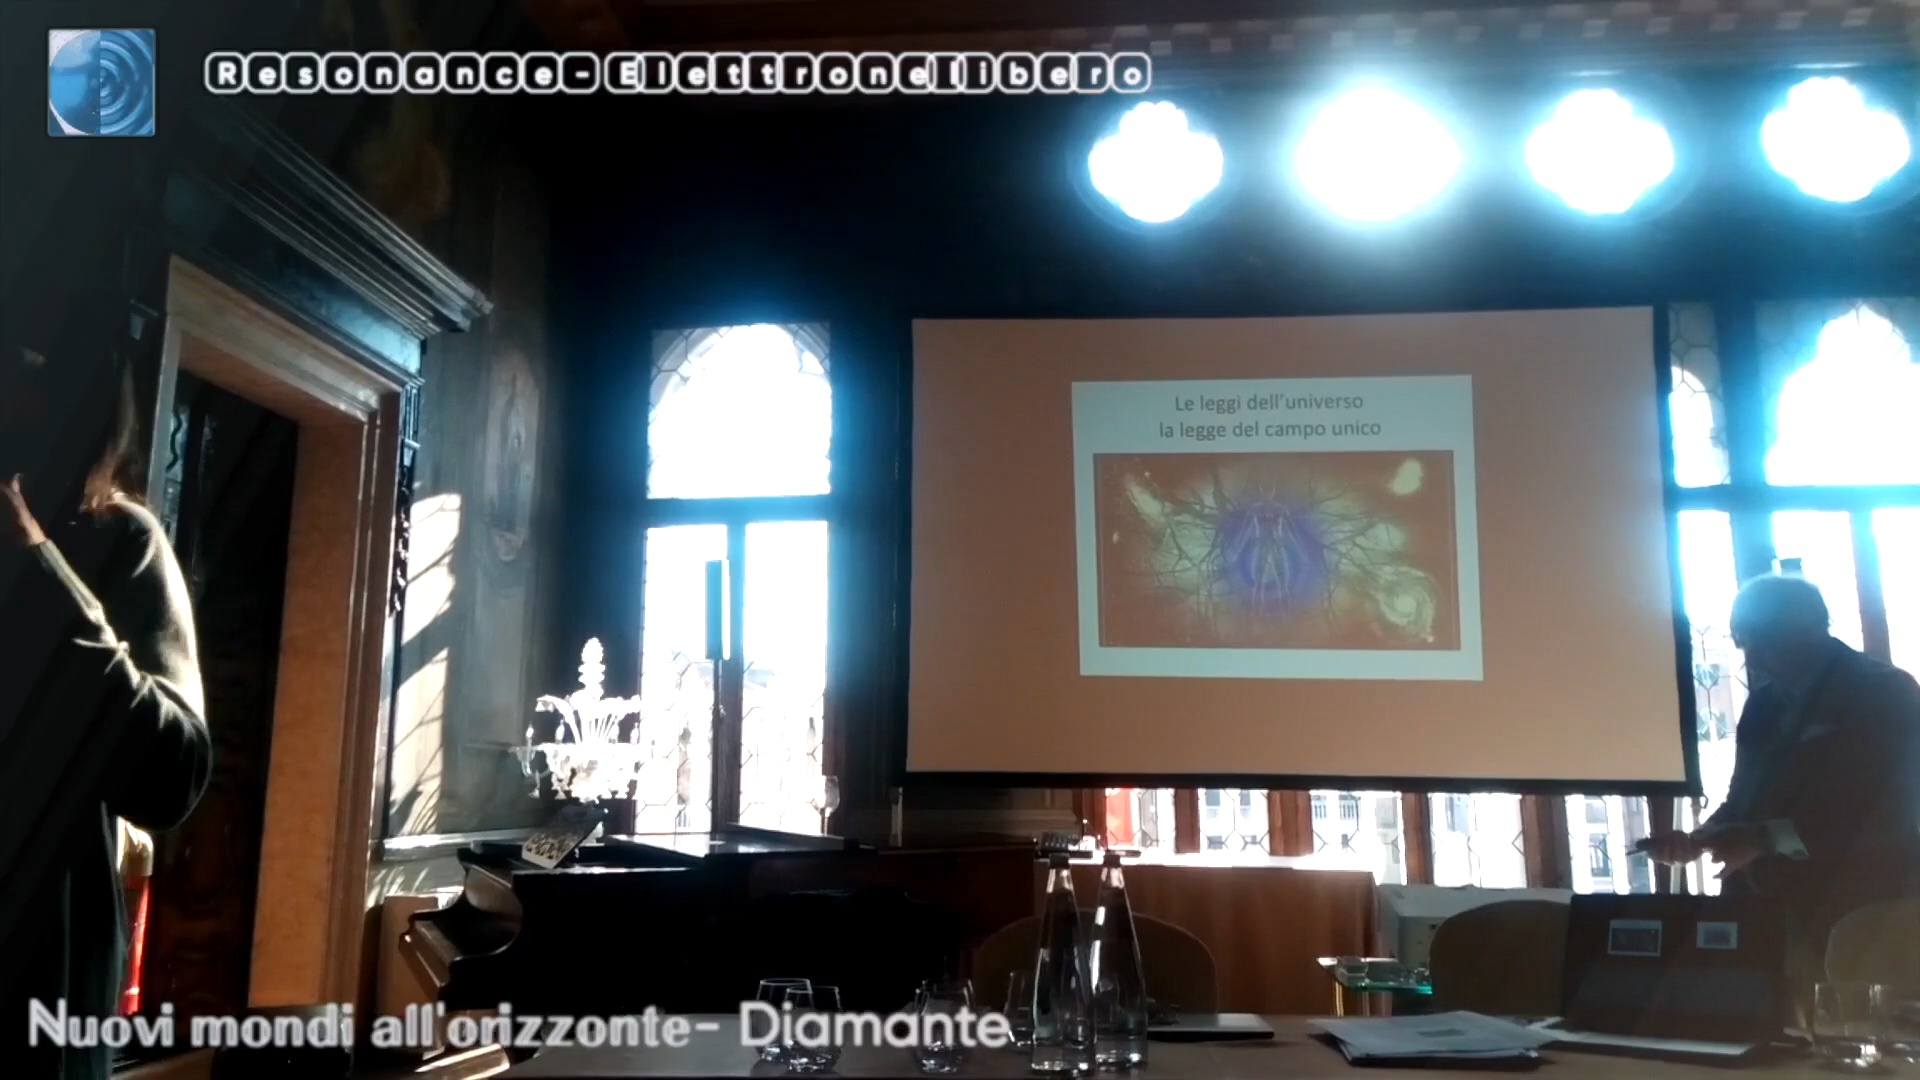 Resonance-Elettronelibero
Le leggi dell'universo
la legge del campo unico
Nuovi mondi all'orizzonte- Diamante